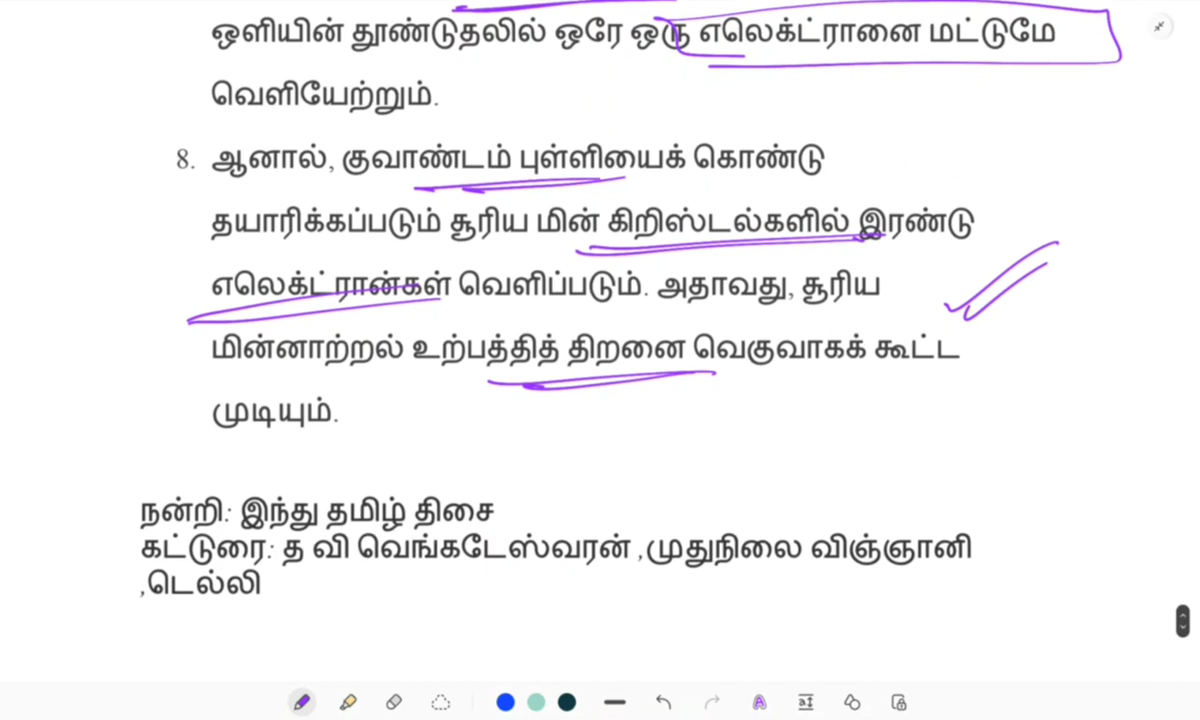 ஒளியின் தூண்டுதலில் ஒரே ஒரு எலெக்ட்ரானை மட்டுமே
வெளியேற்றும்.
8. ஆனால், குவாண்டம் புள்ளியைக் கொண்டு
தயாரிக்கப்படும் சூரிய மின் கிறிஸ்டல்களில் இரண்டு
எலெக்ட்ரான்கள் வெளிப்படும். அதாவது, சூரிய
மின்னாற்றல் உற்பத்தித் திறனை வெகுவாகக் கூட்ட
முடியும்.
நன்றி: இந்து தமிழ் திசை
கட்டுரை: த வி வெங்கடேஸ்வரன் ,முதுநிலை விஞ்ஞானி
,டெல்லி